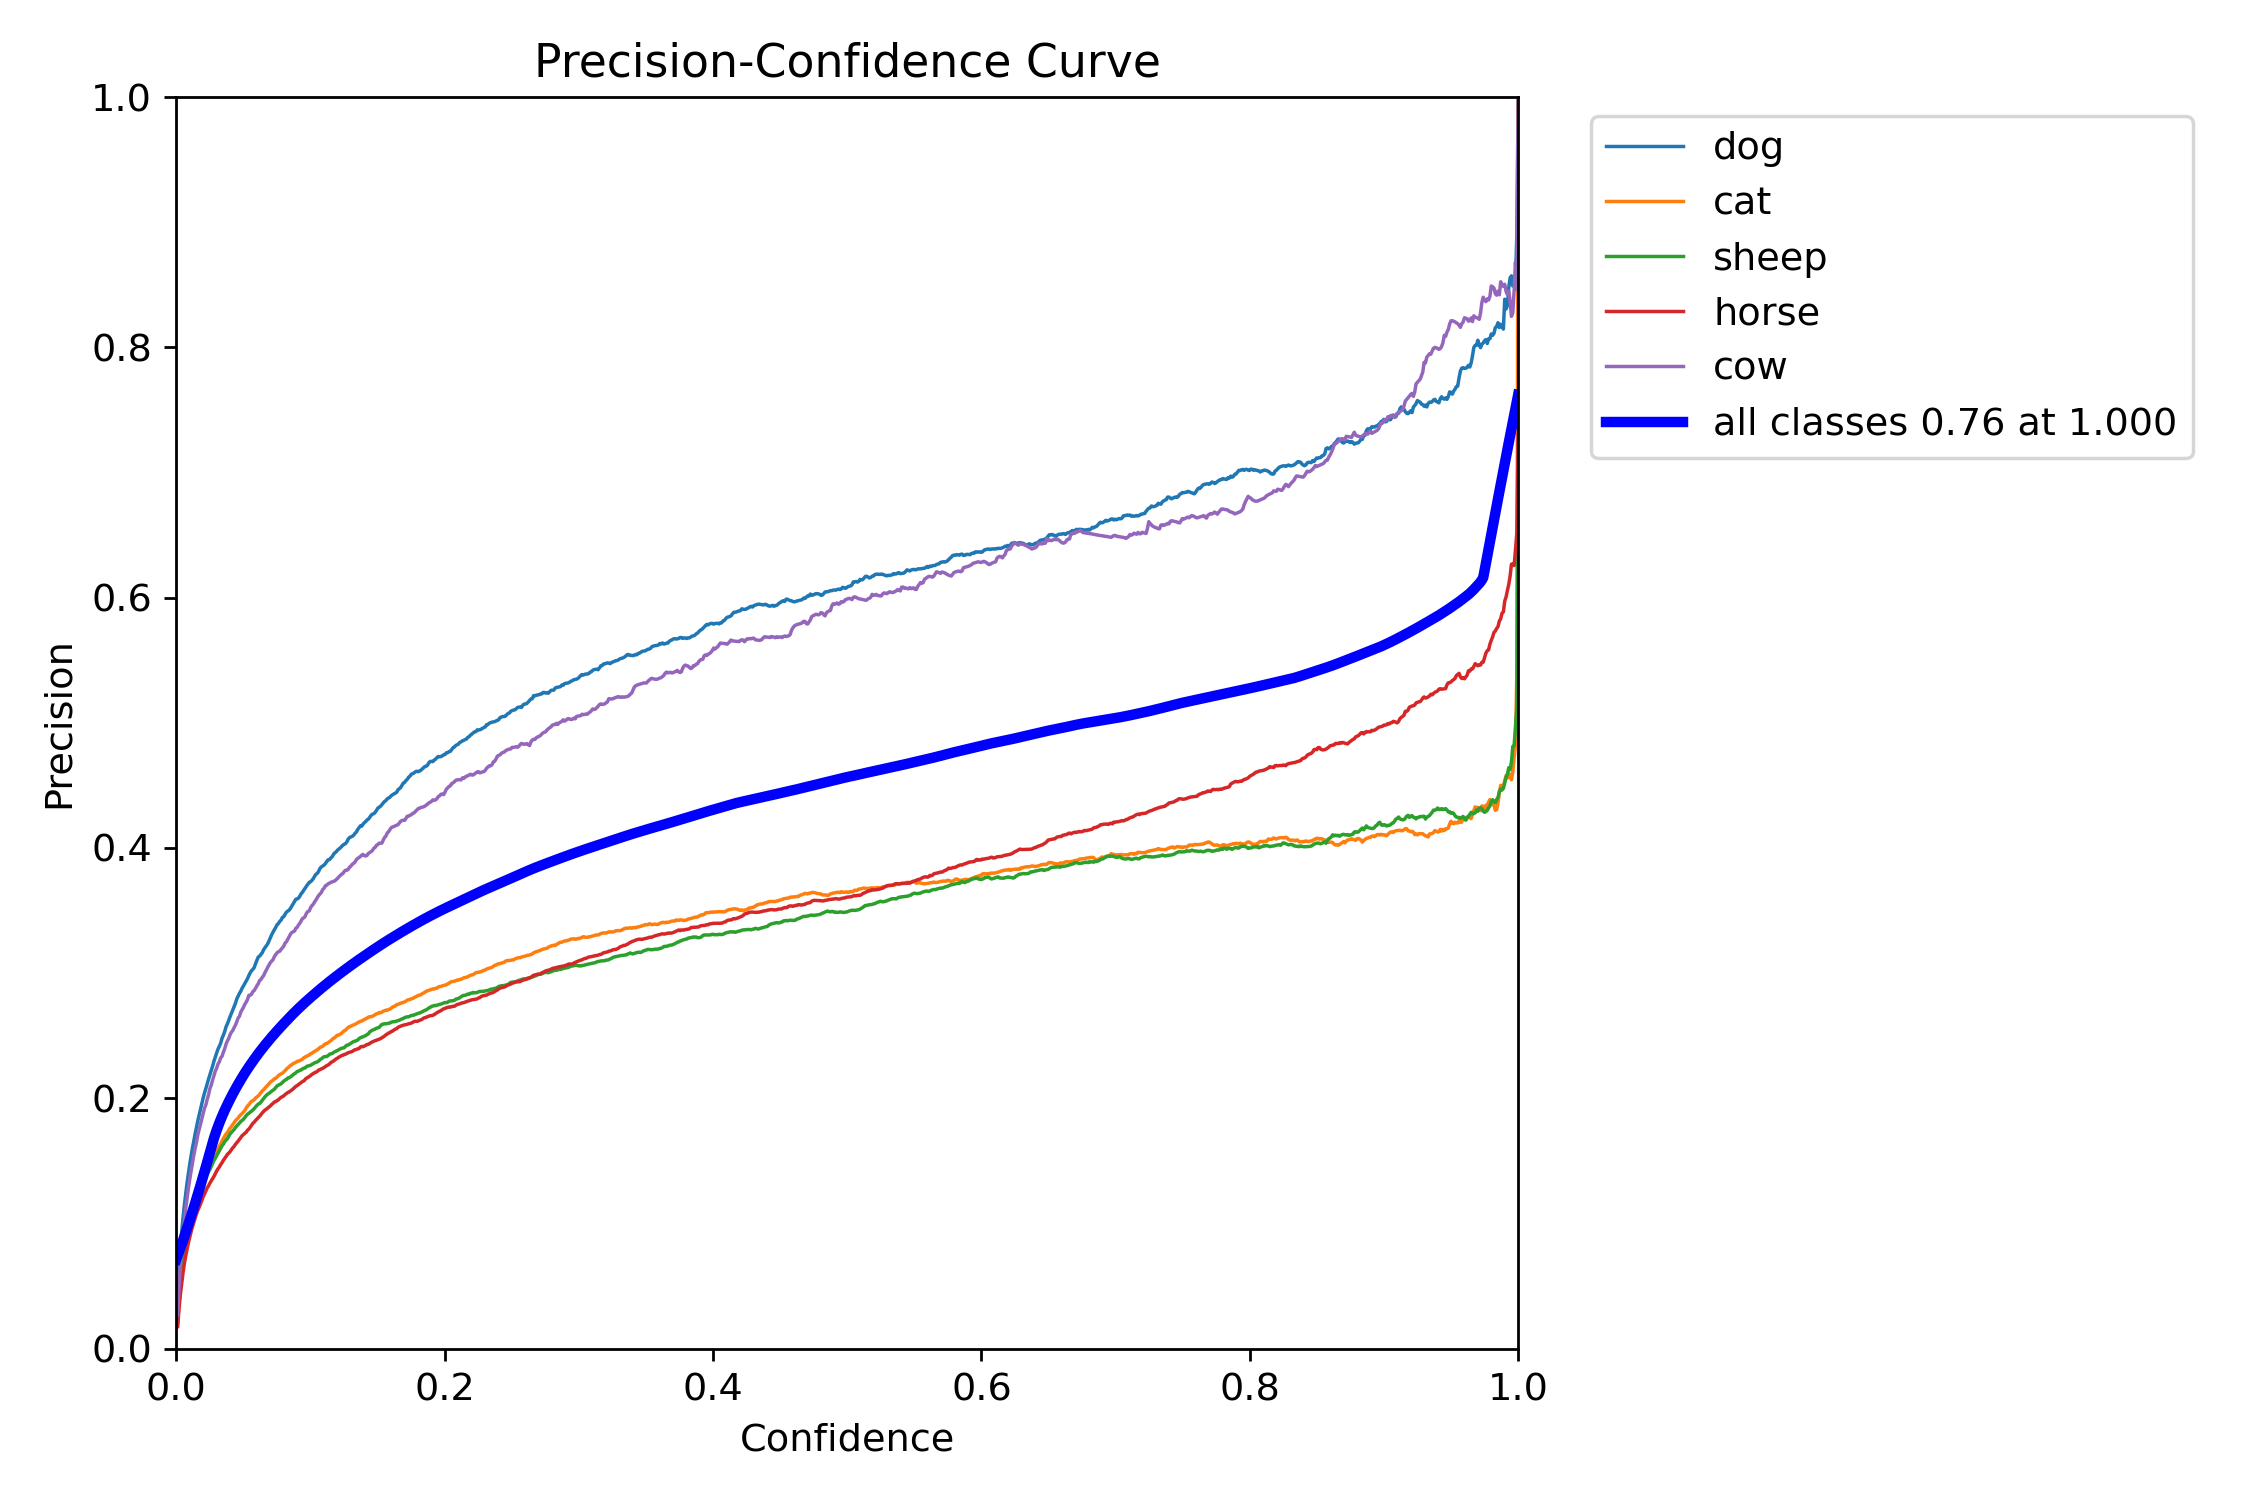 Precision-Confidence Curve
1.0
0.8
0.6
0.4
0.2
0.0
Precision
0.0 0.2 0.4 0.6 0.8 1.0
Confidence
dog
cat
sheep
horse
cow
all classes 0.76 at 1.000